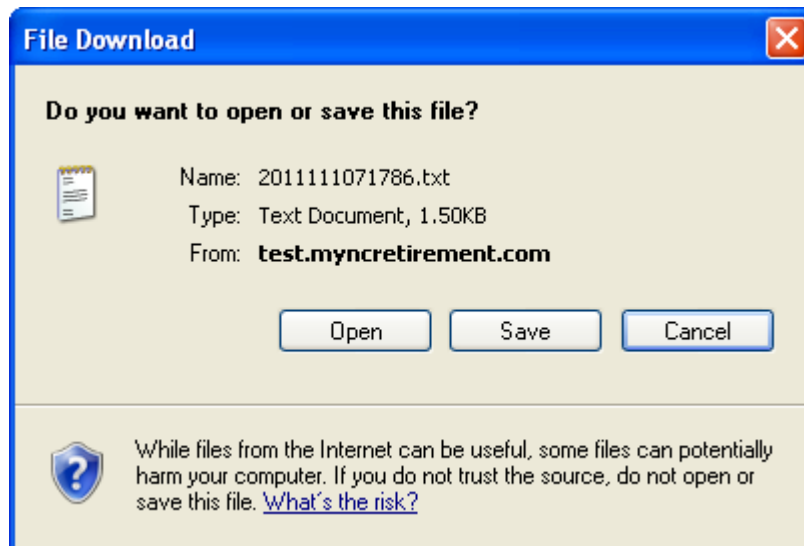 File Download
Do you want to open or save this file?
Name: 2011111071786.txt
Type: Text Document, 1.50KB
From: test.myncretirement.com
Open Save Cancel
While files from the Internet can be useful, some files can potentially
harm your computer. If you do not trust the source, do not open or
save this file. What's the risk?